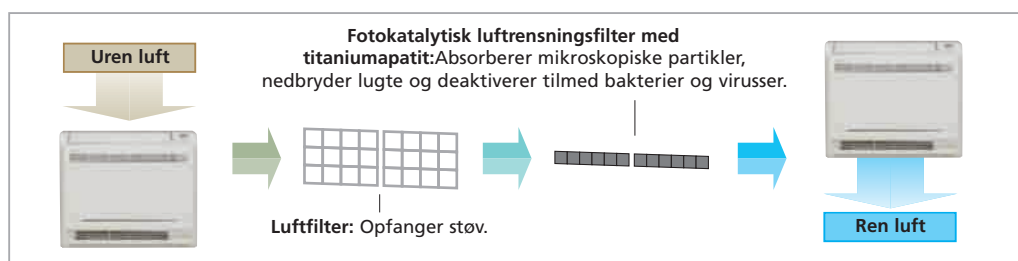 Uren luft
Fotokatalytisk luftrensningsfilter med
titaniumapatit:Absorberer mikroskopiske partikler,
nedbryder lugte og deaktiverer tilmed bakterier og virusser.
Luftfilter: Opfanger støv.
Ren luft